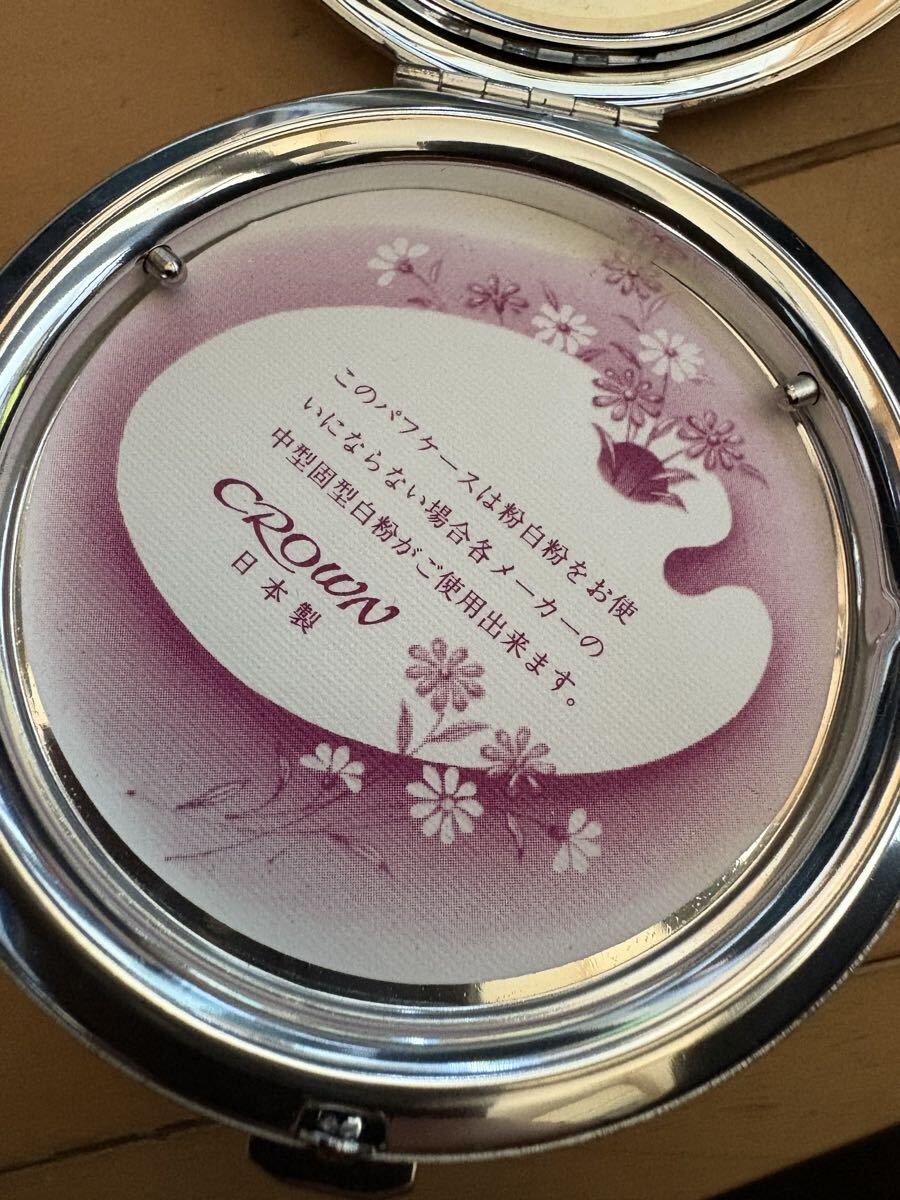 このパフケースは粉白粉をお使
いにならない場合各メーカーの
中型固型白粉がご使用出来ます。
CROWN
日本製